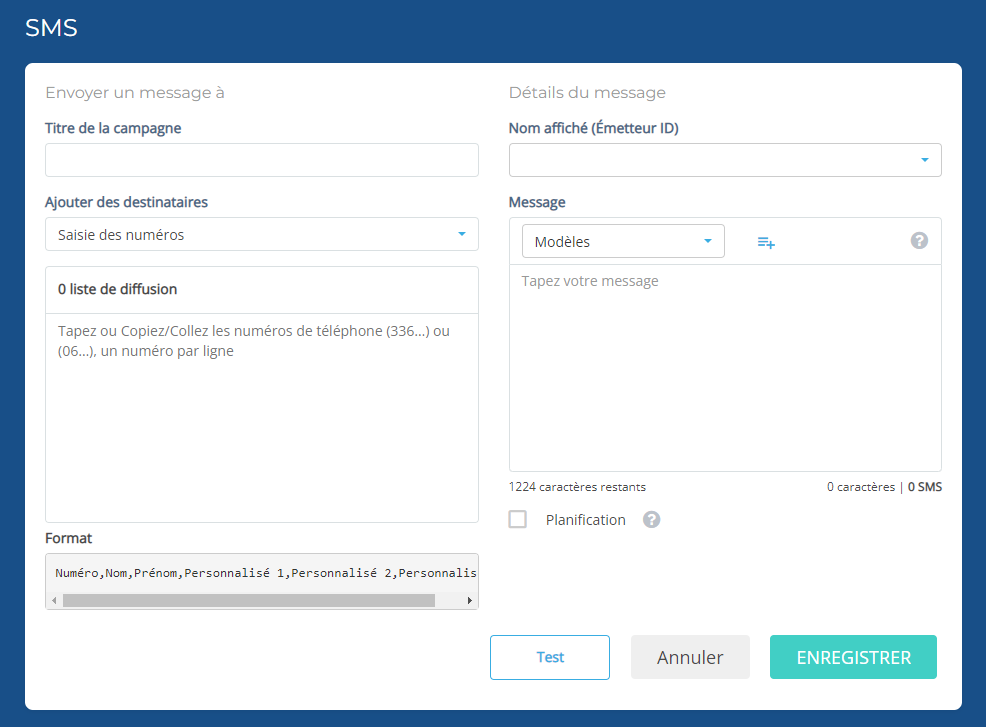 SMS
Envoyer un message à
Titre de la campagne
Ajouter des destinataires
Saisie des numéros
0 liste de diffusion
Tapez ou Copiez/Collez les numéros de téléphone (336...) ou
(06...), un numéro par ligne
Format
Numéro,Nom,Prénom,Personnalisé 1,Personnalisé 2,Personnalis
Détails du message
Nom affiché (Émetteur ID)
Message
Modèles
?
Tapez votre message
1224 caractères restants
0 caractères | 0 SMS
Planification ?
Test
Annuler
ENREGISTRER